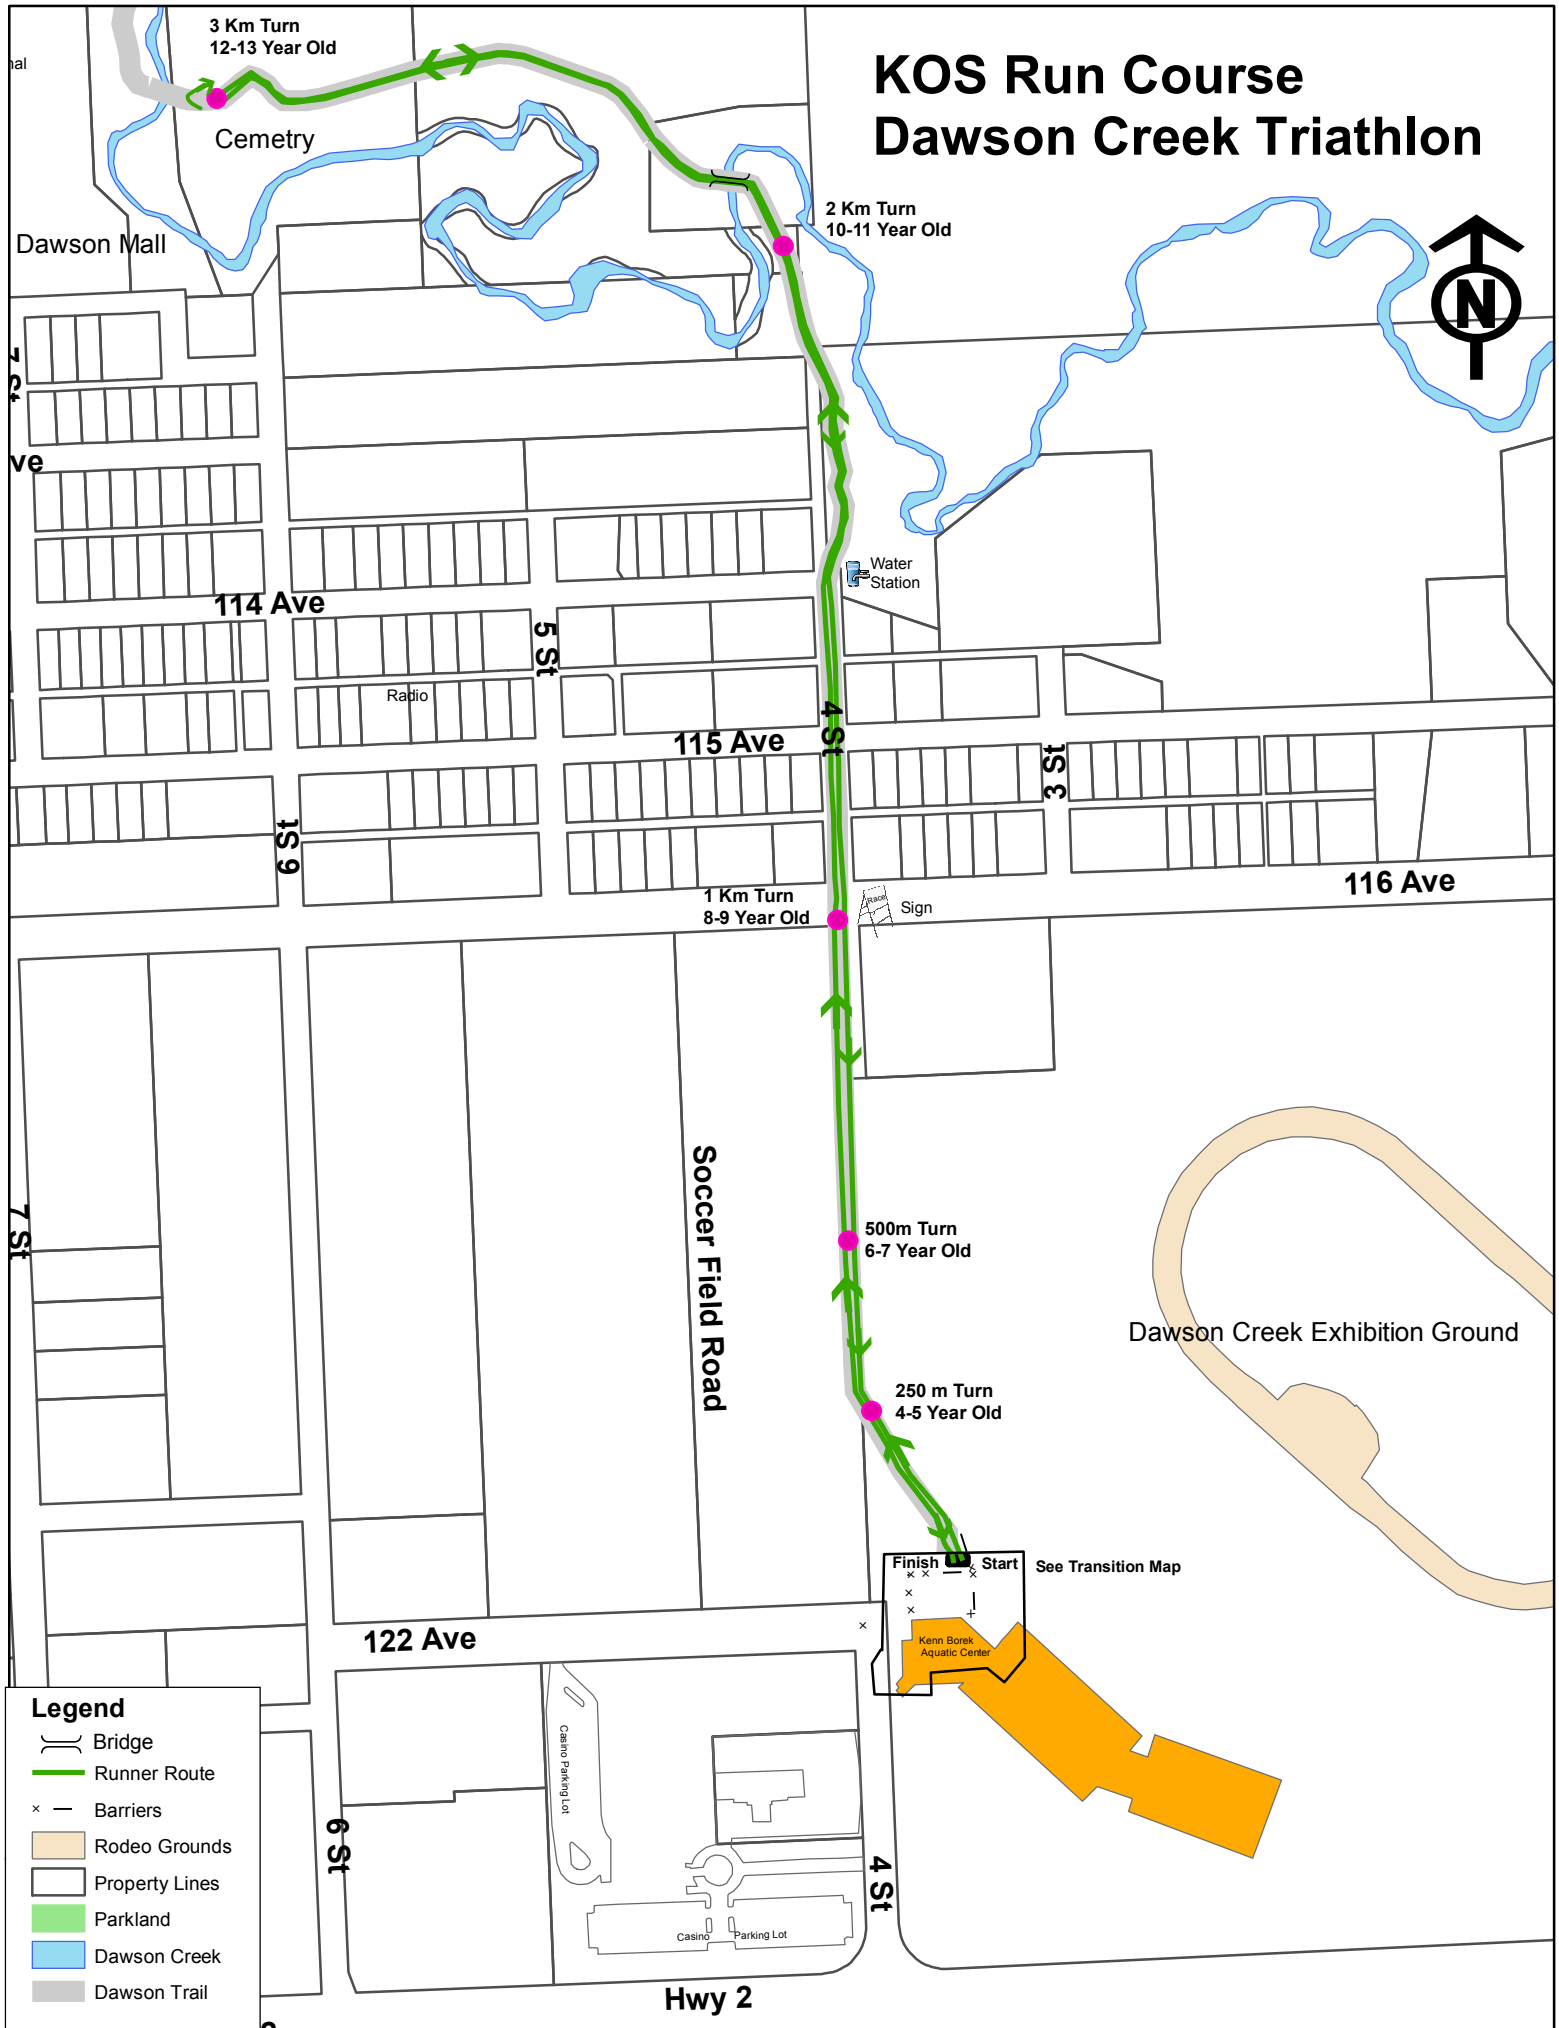 KOS Run Course
Dawson Creek Triathlon
3 Km Turn
12-13 Year Old
nal
Cemetry
2 Km Turn
10-11 Year Old
Dawson Mall
N
7 St
ve
Water
Station
114 Ave
5 St
Radio
4 St
115 Ave
3 St
6 St
1 Km Turn
8-9 Year Old
Race
Sign
116 Ave
Soccer Field Road
7 St
500m Turn
6-7 Year Old
Dawson Creek Exhibition Ground
250 m Turn
4-5 Year Old
Finish
Start
See Transition Map
122 Ave
Kenn Borek
Aquatic Center
Casino Parking Lot
6 St
4 St
Casino Parking Lot
Hwy 2
Legend
Bridge
Runner Route
Barriers
Rodeo Grounds
Property Lines
Parkland
Dawson Creek
Dawson Trail